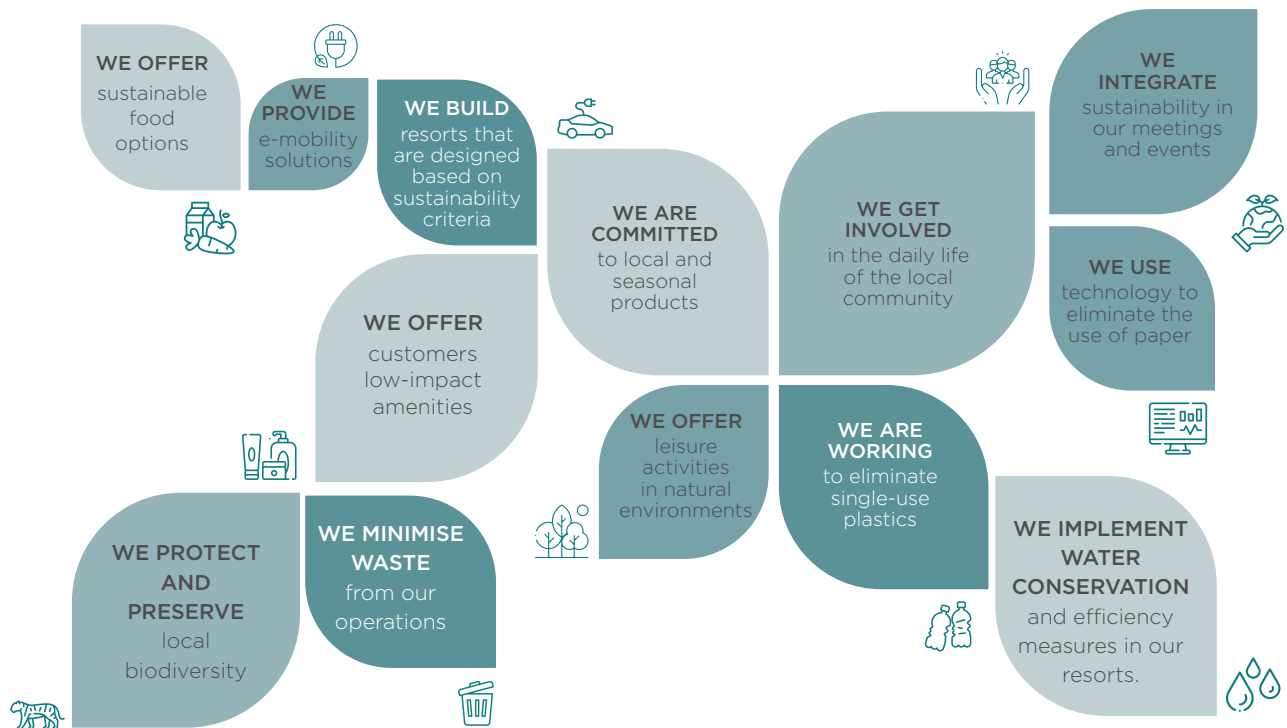 WE OFFER
sustainable
food
options
WE
PROVIDE
e-mobility
solutions
WE BUILD
resorts that
are designed
based on
sustainability
criteria
WE ARE
COMMITTED
to local and
seasonal
products
WE GET
INVOLVED
in the daily life
of the local
community
WE
INTEGRATE
sustainability in
our meetings
and events
WE USE
technology to
eliminate the
use of paper
WE OFFER
customers
low-impact
amenities
WE OFFER
leisure
activities
in natural
environments
WE ARE
WORKING
to eliminate
single-use
plastics
WE PROTECT
AND
PRESERVE
local
biodiversity
WE MINIMISE
WASTE
from our
operations
WE IMPLEMENT
WATER
CONSERVATION
and efficiency
measures in our
resorts.